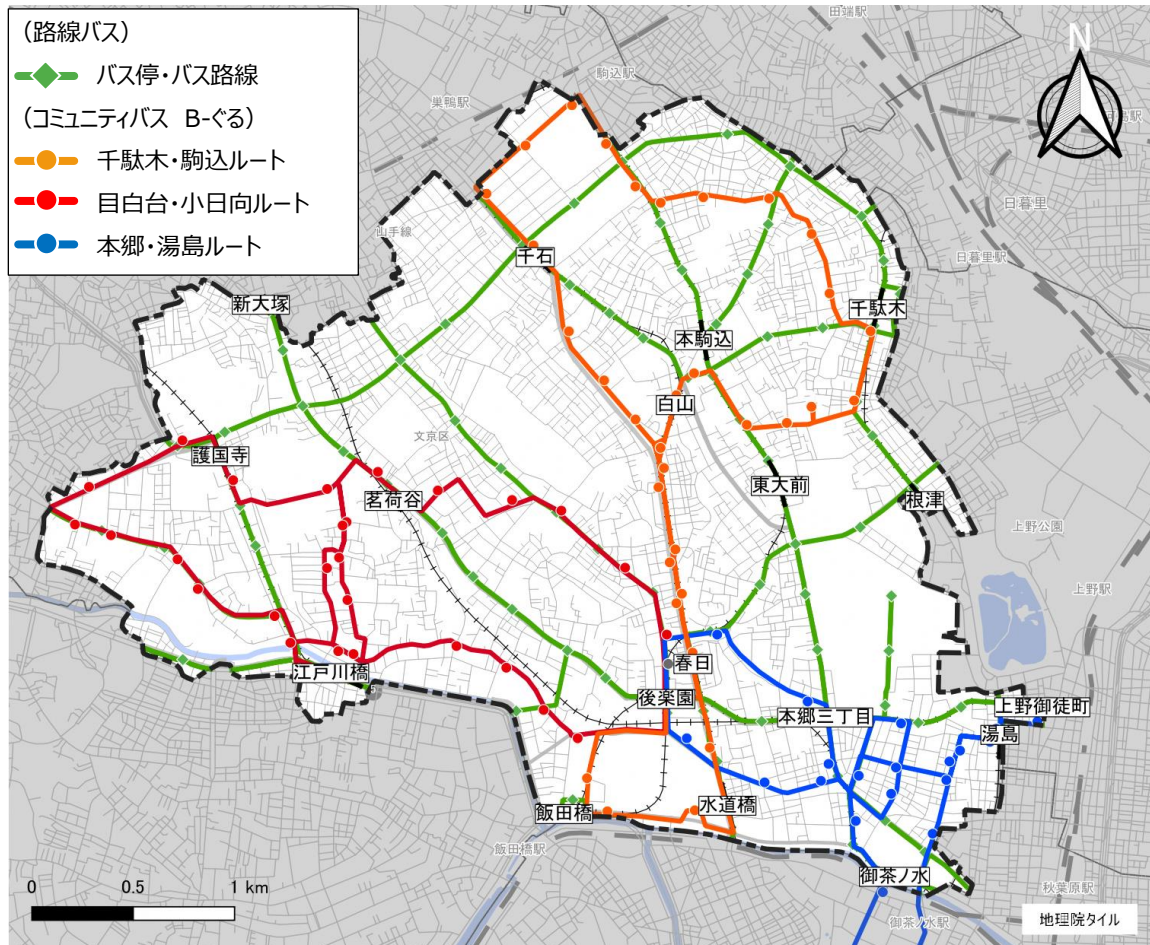 (路線バス)
バス停・バス路線
(コミュニティバス B-ぐる)
千駄木・駒込ルート
目白台・小日向ルート
本郷・湯島ルート
田端駅
駒込駅
巣鴨駅
N
日暮里
山手線
日暮里駅
千石
新大塚
千駄木
本駒込
白山
文京区
護国寺
茗荷谷
東大前
根津
上野公園
上野駅
江戸川橋
春日
後楽園
本郷三丁目
上野御徒町
湯島
飯田橋
水道橋
飯田橋駅
御茶ノ水
秋葉原駅
御茶ノ水駅
0 0.5 1 km
地理院タイル